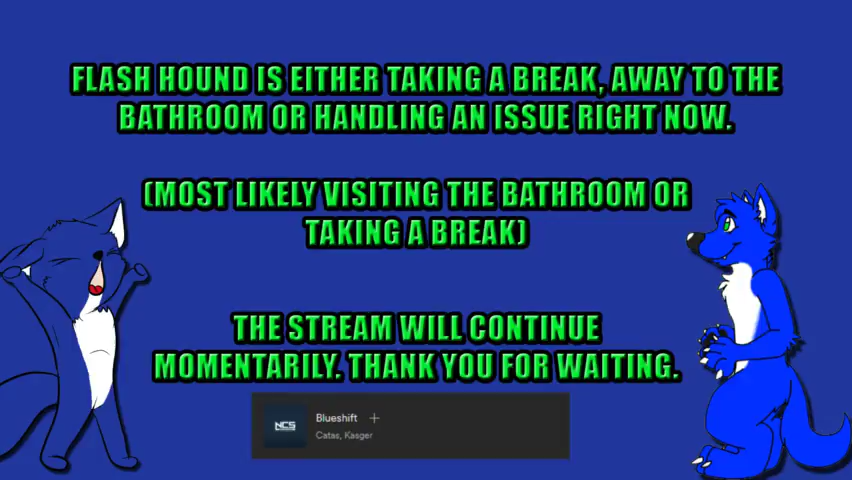 FLASH HOUND IS EITHER TAKING A BREAK, AWAY TO THE
BATHROOM OR HANDLING AN ISSUE RIGHT NOW.
(MOST LIKELY VISITING THE BATHROOM OR
TAKING A BREAK)
THE STREAM WILL CONTINUE
MOMENTARILY. THANK YOU FOR WAITING.
NCS
Blueshift +
Catas, Kasger